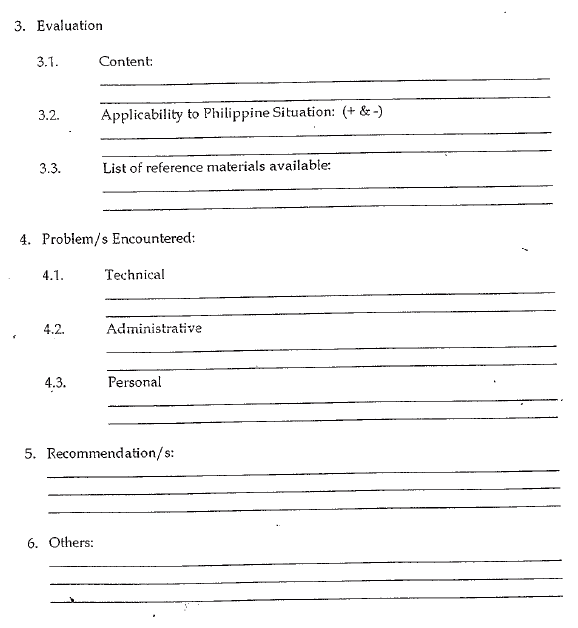 3. Evaluation
3.1. Content:
3.2. Applicability to Philippine Situation: (+ & -)
3.3. List of reference materials available:
4. Problem/s Encountered:
4.1. Technical
4.2. Administrative
4.3. Personal
5. Recommendation/s:
6. Others: